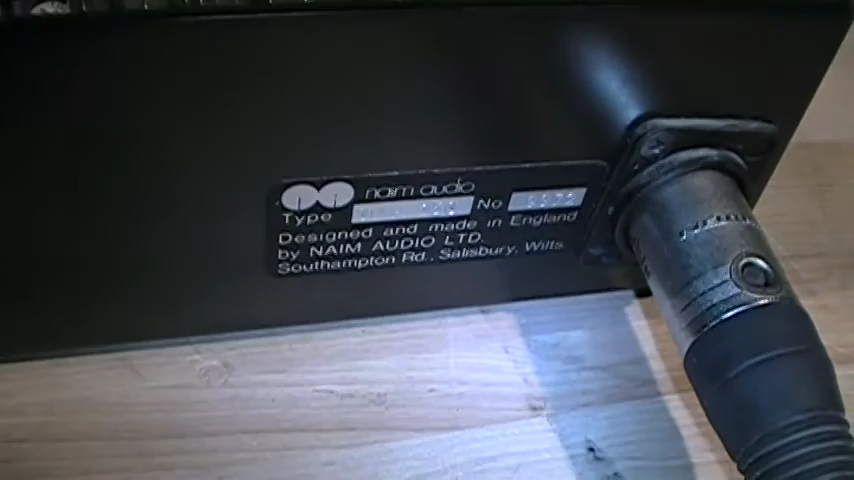 naim audio
Type No
Designed and made in England
by NAIM AUDIO LTD.
Southampton Rd., Salisbury, Wilts.